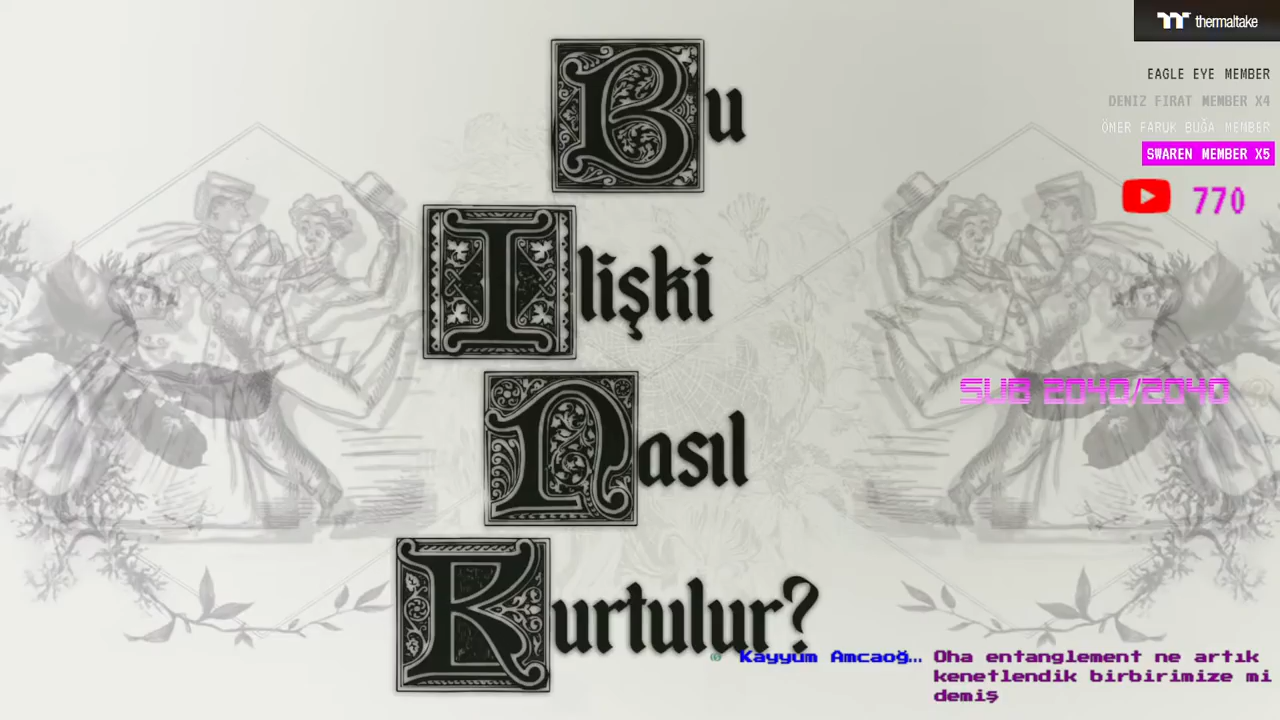 thermaltake
EAGLE EYE MEMBER
DENIZ FIRAT MEMBER X4
ÖMER FARUK BUĞA MEMBER
SWAREN MEMBER X5
770
Bu
Ilişki
Nasıl
Kurtulur?
SUB 2040/2040
Kayyum Amcaoğ... Oha entanglement ne artık
kenetlendik birbirimize mi
demiş